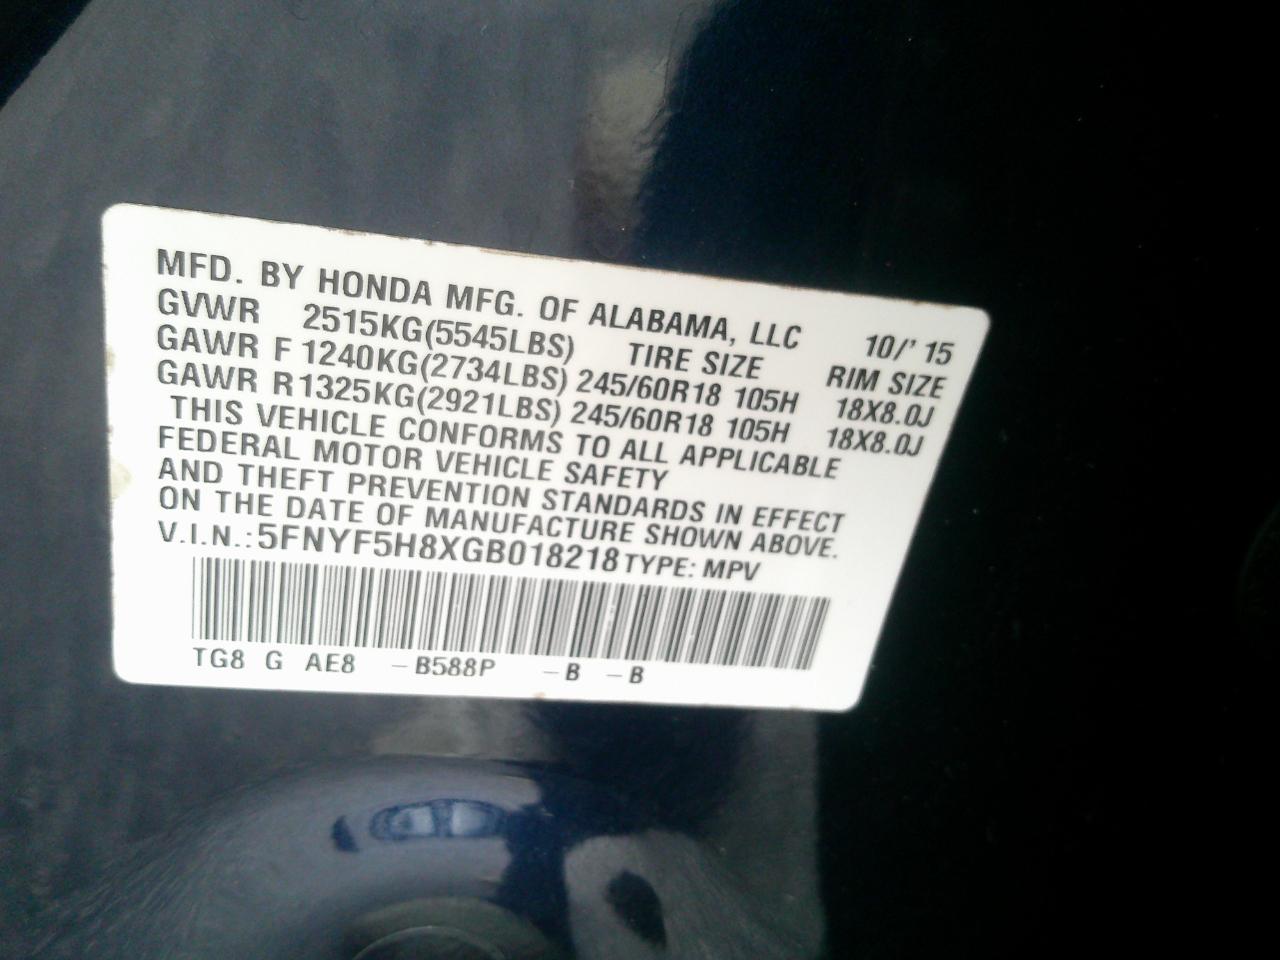 MFD. BY HONDA MFG. OF ALABAMA, LLC 10/' 15
GVWR 2515KG(5545LBS) TIRE SIZE RIM SIZE
GAWR F 1240KG(2734LBS) 245/60R18 105H 18X8.0J
GAWR R 1325KG(2921LBS) 245/60R18 105H 18X8.0J
THIS VEHICLE CONFORMS TO ALL APPLICABLE
FEDERAL MOTOR VEHICLE SAFETY
AND THEFT PREVENTION STANDARDS IN EFFECT
ON THE DATE OF MANUFACTURE SHOWN ABOVE.
V.I.N.: 5FNYF5H8XGB018218 TYPE: MPV
TG8 G AE8 –B588P –B –B